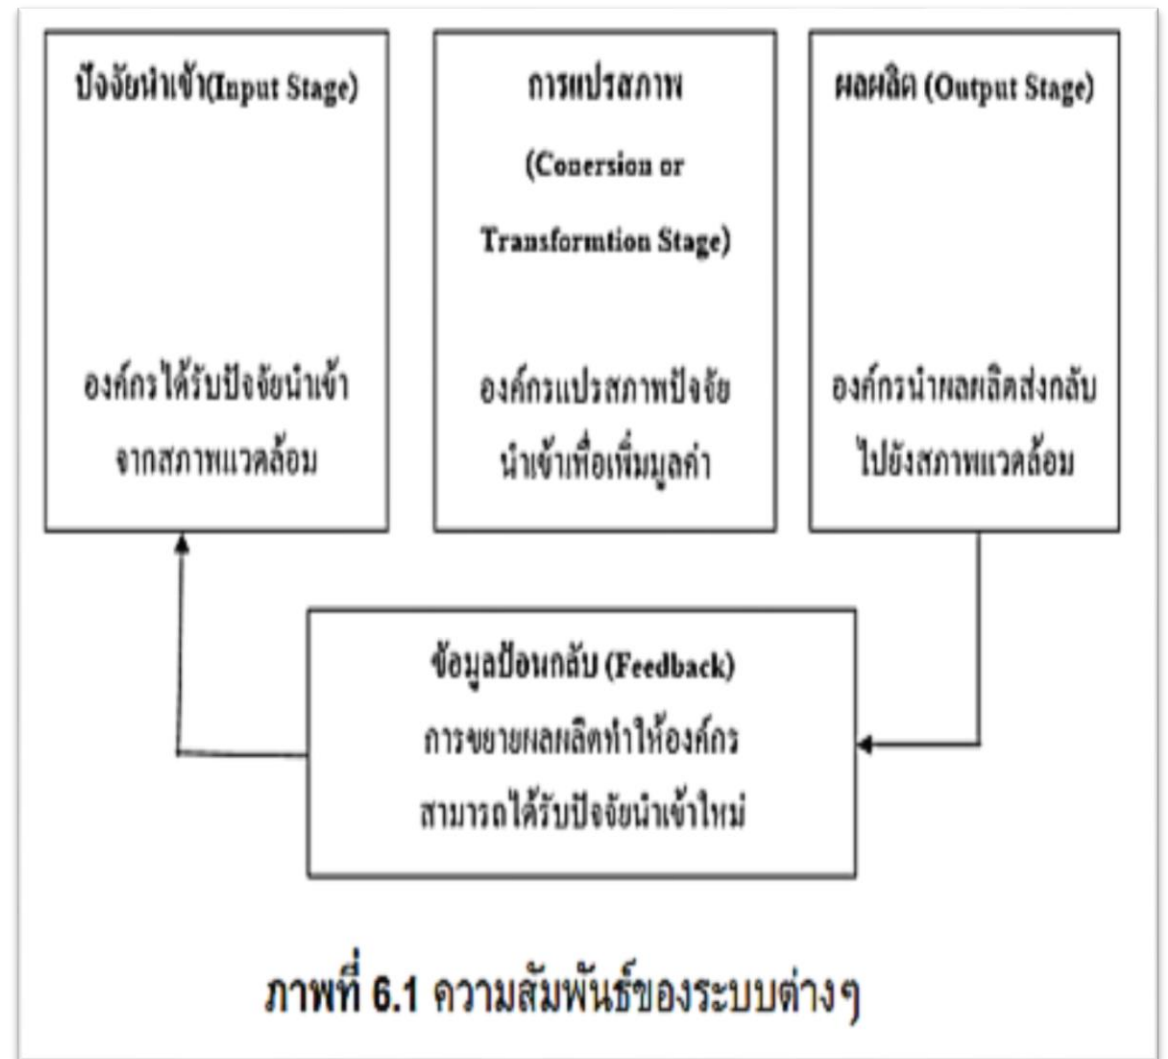 ปัจจัยนำเข้า(Input Stage)
องค์กรได้รับปัจจัยนำเข้า
จากสภาพแวดล้อม
การแปรสภาพ
(Conersion or
Transformtion Stage)
องค์กรแปรสภาพปัจจัย
นำเข้าเพื่อเพิ่มมูลค่า
ผลผลิต (Output Stage)
องค์กรนำผลผลิตส่งกลับ
ไปยังสภาพแวดล้อม
ข้อมูลป้อนกลับ (Feedback)
การขยายผลผลิตทำให้องค์กร
สามารถได้รับปัจจัยนำเข้าใหม่
ภาพที่ 6.1 ความสัมพันธ์ของระบบต่างๆ